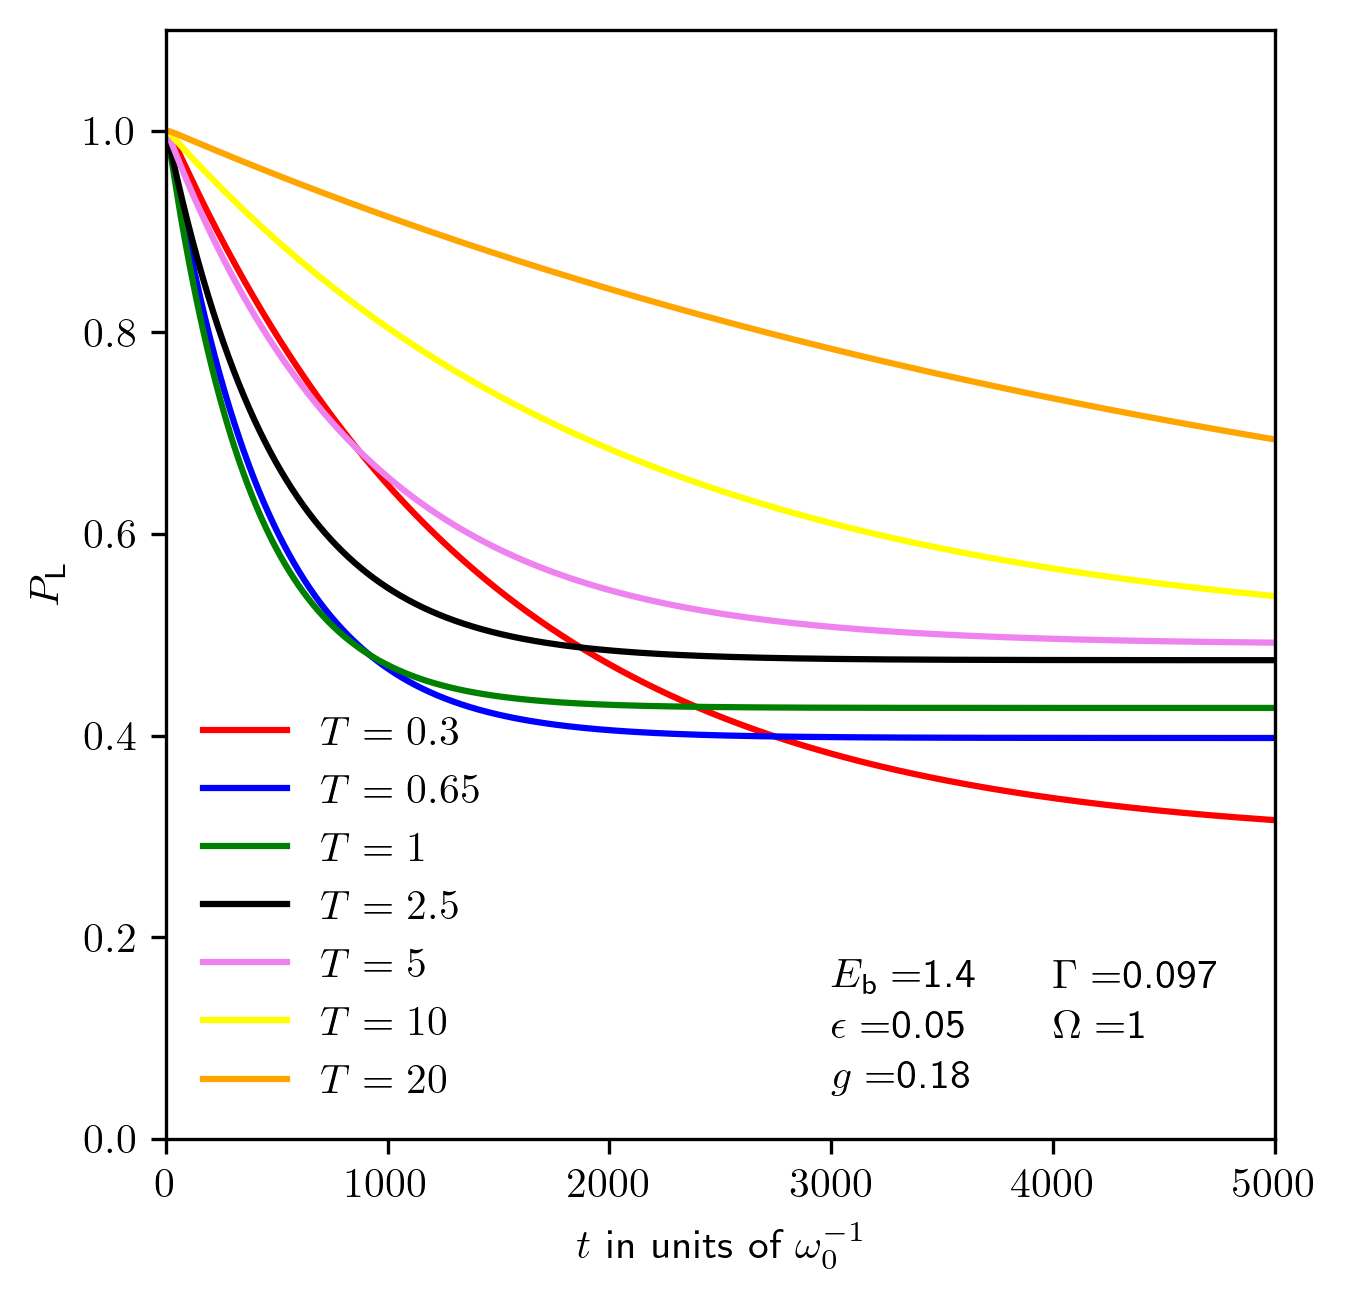 1.0
0.8
0.6
0.4
0.2
0.0
P_L
T = 0.3
T = 0.65
T = 1
T = 2.5
T = 5
T = 10
T = 20
E_b =1.4 Γ =0.097
ϵ =0.05 Ω =1
g =0.18
0 1000 2000 3000 4000 5000
t in units of ω_0^{-1}